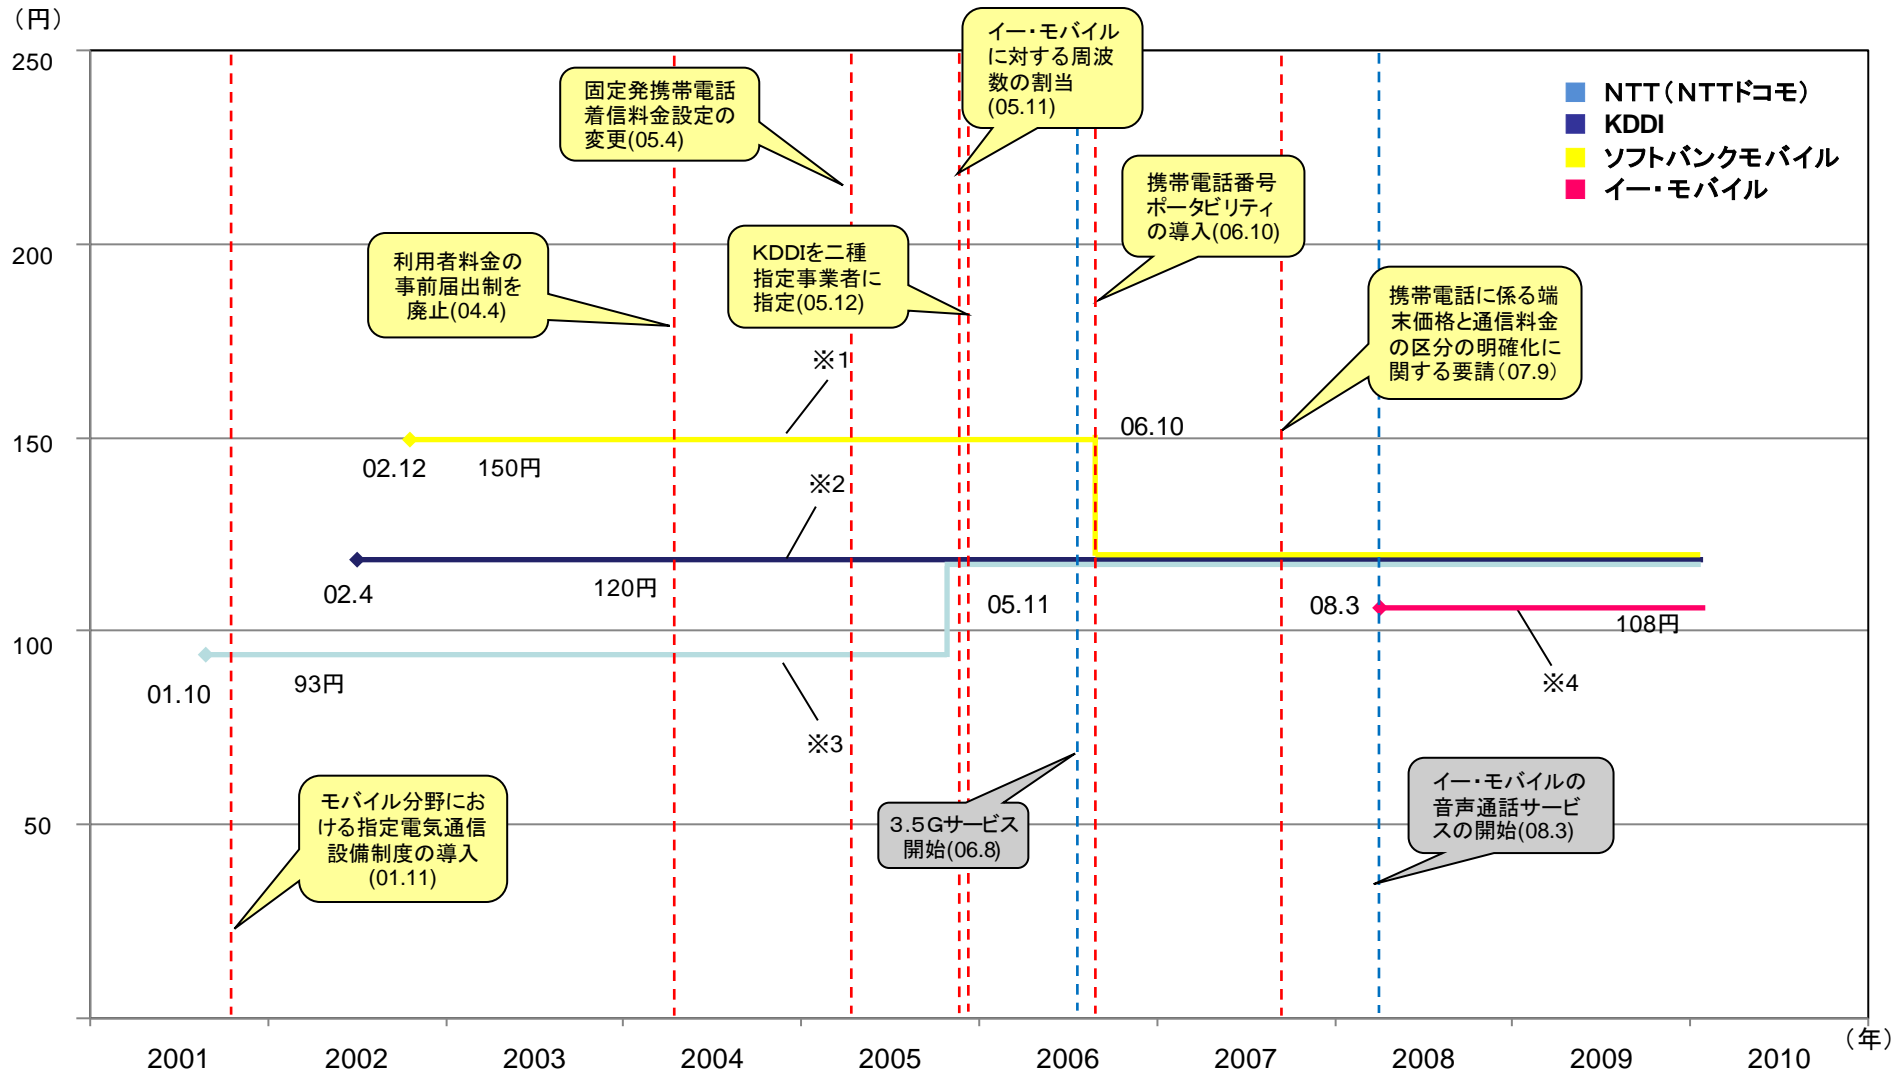 （円）
250
200
150
100
50
イー・モバイル
に対する周波
数の割当
(05.11)
固定発携帯電話
着信料金設定の
変更(05.4)
ＮＴＴ（ＮＴＴドコモ）
KDDI
ソフトバンクモバイル
イー・モバイル
携帯電話番号
ポータビリティ
の導入(06.10)
利用者料金の
事前届出制を
廃止(04.4)
ＫＤＤＩを二種
指定事業者に
指定(05.12)
携帯電話に係る端
末価格と通信料金
の区分の明確化に
関する要請（07.9）
※1
06.10
02.12
150円
※2
02.4
120円
05.11
08.3
108円
01.10
93円
※3
※4
モバイル分野にお
ける指定電気通信
設備制度の導入
(01.11)
３.５Ｇサービス
開始(06.8)
イー・モバイルの
音声通話サービ
スの開始(08.3)
2001
2002
2003
2004
2005
2006
2007
2008
2009
2010
（年）